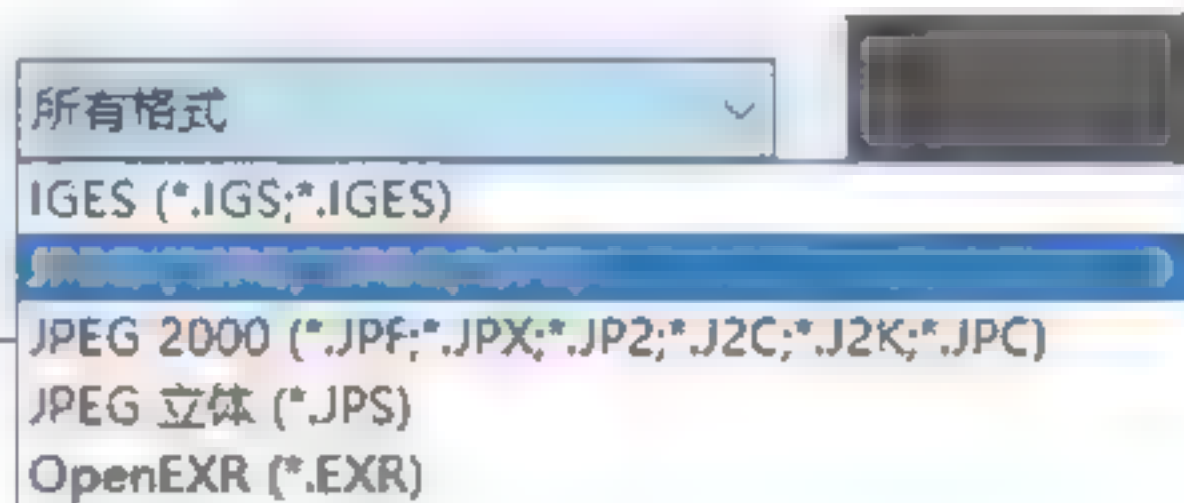 所有格式
IGES (*.IGS;*.IGES)
JPEG 2000 (*.JPF;*.JPX;*.JP2;*.J2C;*.J2K;*.JPC)
JPEG 立体 (*.JPS)
OpenEXR (*.EXR)